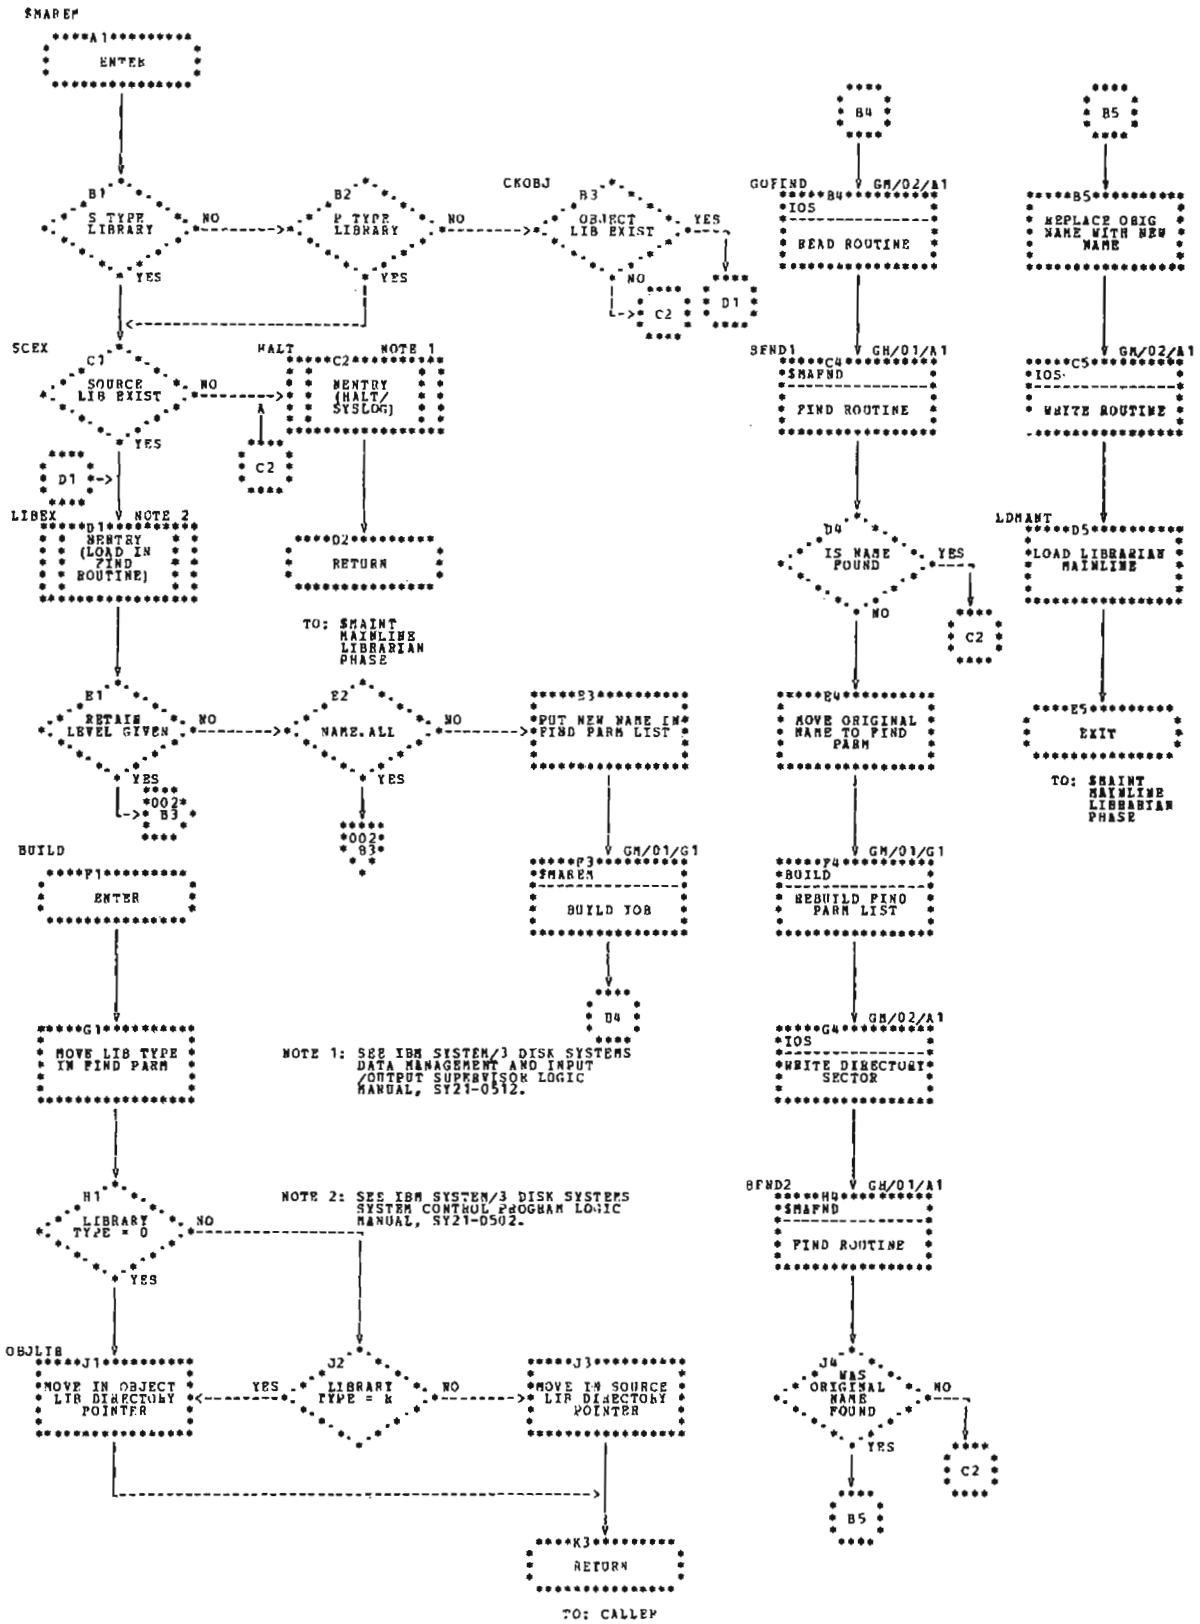 $MAREM
A1
ENTER
B1
S TYPE
LIBRARY
NO
YES
B2
P TYPE
LIBRARY
NO
YES
CKOBJ
B3
OBJECT
LIB EXIST
YES
NO
C2
D1
SCEX
C1
SOURCE
LIB EXIST
NO
YES
A
C2
HALT
NOTE 1
C2
NENTRY
(HALT/
SYSLOG)
D1
LIBEX
NOTE 2
D1
NENTRY
(LOAD IN
FIND
ROUTINE)
D2
RETURN
TO: $MAINT
MAINLINE
LIBRARIAN
PHASE
E1
RETAIN
LEVEL GIVEN
NO
YES
002
B3
E2
NAME.ALL
NO
YES
002
B3
E3
PUT NEW NAME IN
FIND PARM LIST
GM/01/G1
F3
$MAREM
BUILD JOB
B4
BUILD
F1
ENTER
G1
MOVE LIB TYPE
IN FIND PARM
NOTE 1: SEE IBM SYSTEM/3 DISK SYSTEMS
DATA MANAGEMENT AND INPUT
/OUTPUT SUPERVISOR LOGIC
MANUAL, SY21-0512.
H1
LIBRARY
TYPE = O
NO
YES
NOTE 2: SEE IBM SYSTEM/3 DISK SYSTEMS
SYSTEM CONTROL PROGRAM LOGIC
MANUAL, SY21-0502.
OBJLIB
J1
MOVE IN OBJECT
LIB DIRECTORY
POINTER
J2
LIBRARY
TYPE = R
YES
NO
J3
MOVE IN SOURCE
LIB DIRECTORY
POINTER
K3
RETURN
TO: CALLER
B4
GOFIND
GM/02/A1
B4
IOS
READ ROUTINE
BFND1
GH/01/A1
C4
$MAFND
FIND ROUTINE
D4
IS NAME
FOUND
YES
NO
C2
E4
MOVE ORIGINAL
NAME TO FIND
PARM
GM/01/G1
F4
BUILD
REBUILD FIND
PARM LIST
GM/02/A1
G4
IOS
WRITE DIRECTORY
SECTOR
BFND2
GH/01/A1
H4
$MAFND
FIND ROUTINE
J4
WAS
ORIGINAL
NAME
FOUND
NO
YES
C2
B5
B5
B5
REPLACE ORIG
NAME WITH NEW
NAME
GM/02/A1
C5
IOS
WRITE ROUTINE
LDMANT
D5
LOAD LIBRARIAN
MAINLINE
E5
EXIT
TO: $MAINT
MAINLINE
LIBRARIAN
PHASE